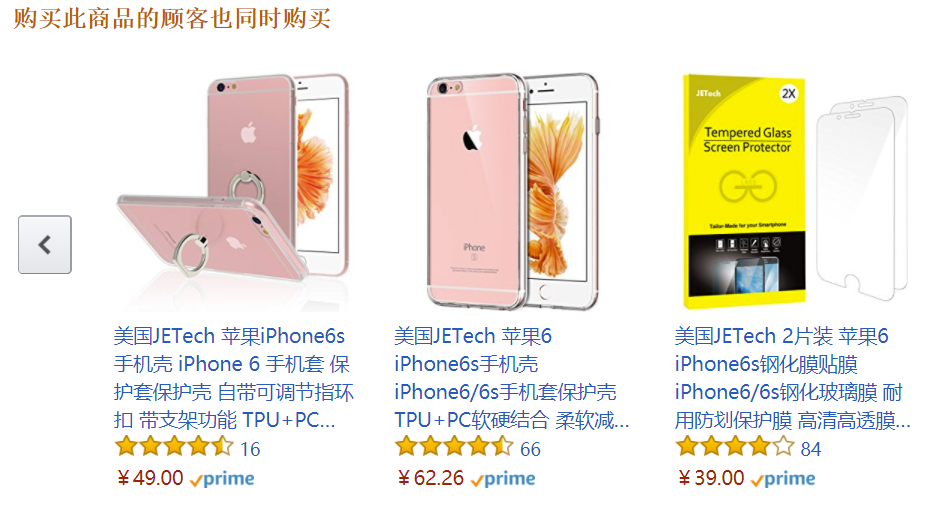 购买此商品的顾客也同时购买
iPhone
JETech
2X
Tempered Glass
Screen Protector
Tailor-Made for your Smartphone
美国JETech 苹果iPhone6s
手机壳 iPhone 6 手机套 保
护套保护壳 自带可调节指环
扣 带支架功能 TPU+PC...
16
￥49.00 prime
美国JETech 苹果6
iPhone6s手机壳
iPhone6/6s手机套保护壳
TPU+PC软硬结合 柔软减...
66
￥62.26 prime
美国JETech 2片装 苹果6
iPhone6s钢化膜贴膜
iPhone6/6s钢化玻璃膜 耐
用防划保护膜 高清高透膜...
84
￥39.00 prime